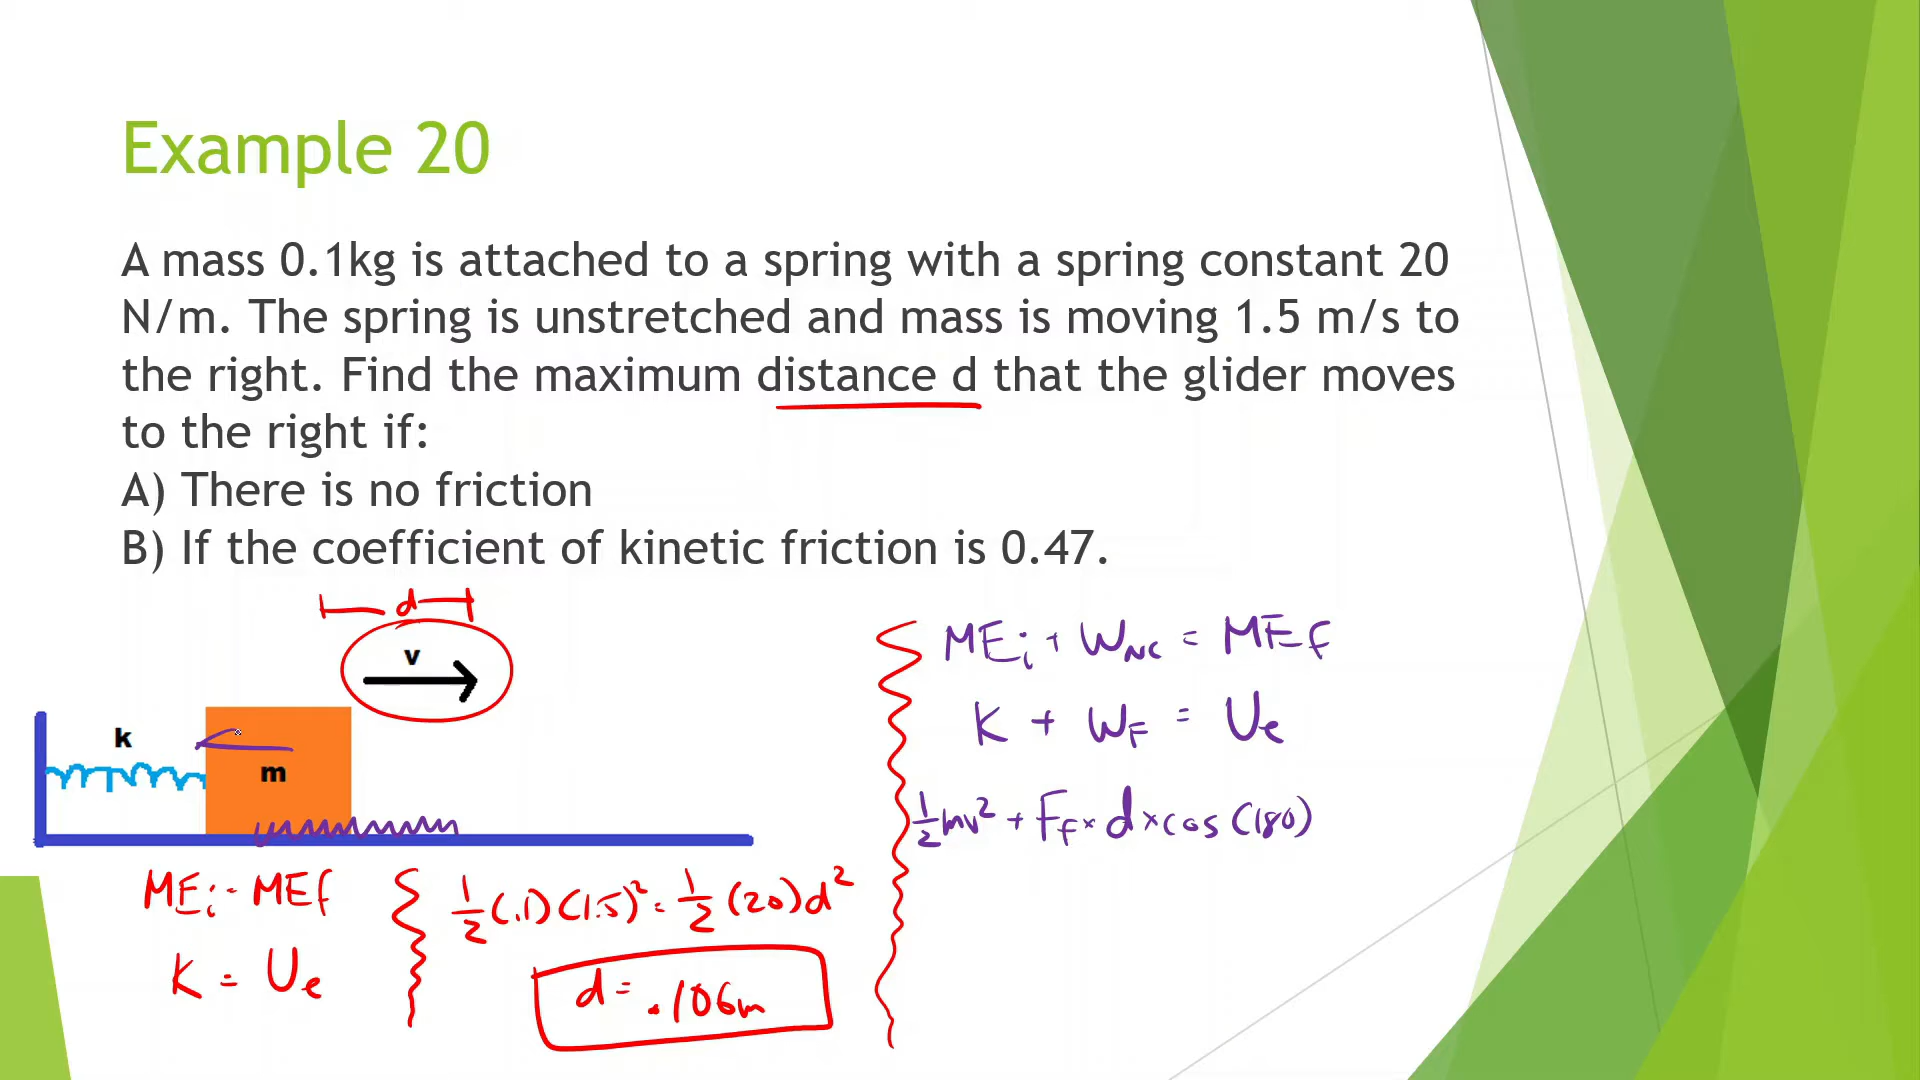 Example 20
A mass 0.1kg is attached to a spring with a spring constant 20
N/m. The spring is unstretched and mass is moving 1.5 m/s to
the right. Find the maximum distance d that the glider moves
to the right if:
A) There is no friction
B) If the coefficient of kinetic friction is 0.47.
d
v
k
m
MEi = MEf
K = Ue
1/2 (.1)(1.5)² = 1/2 (20)d²
d = .106m
MEi + WNC = MEf
K + WF = Ue
1/2 mv² + Ff × d × cos(180)